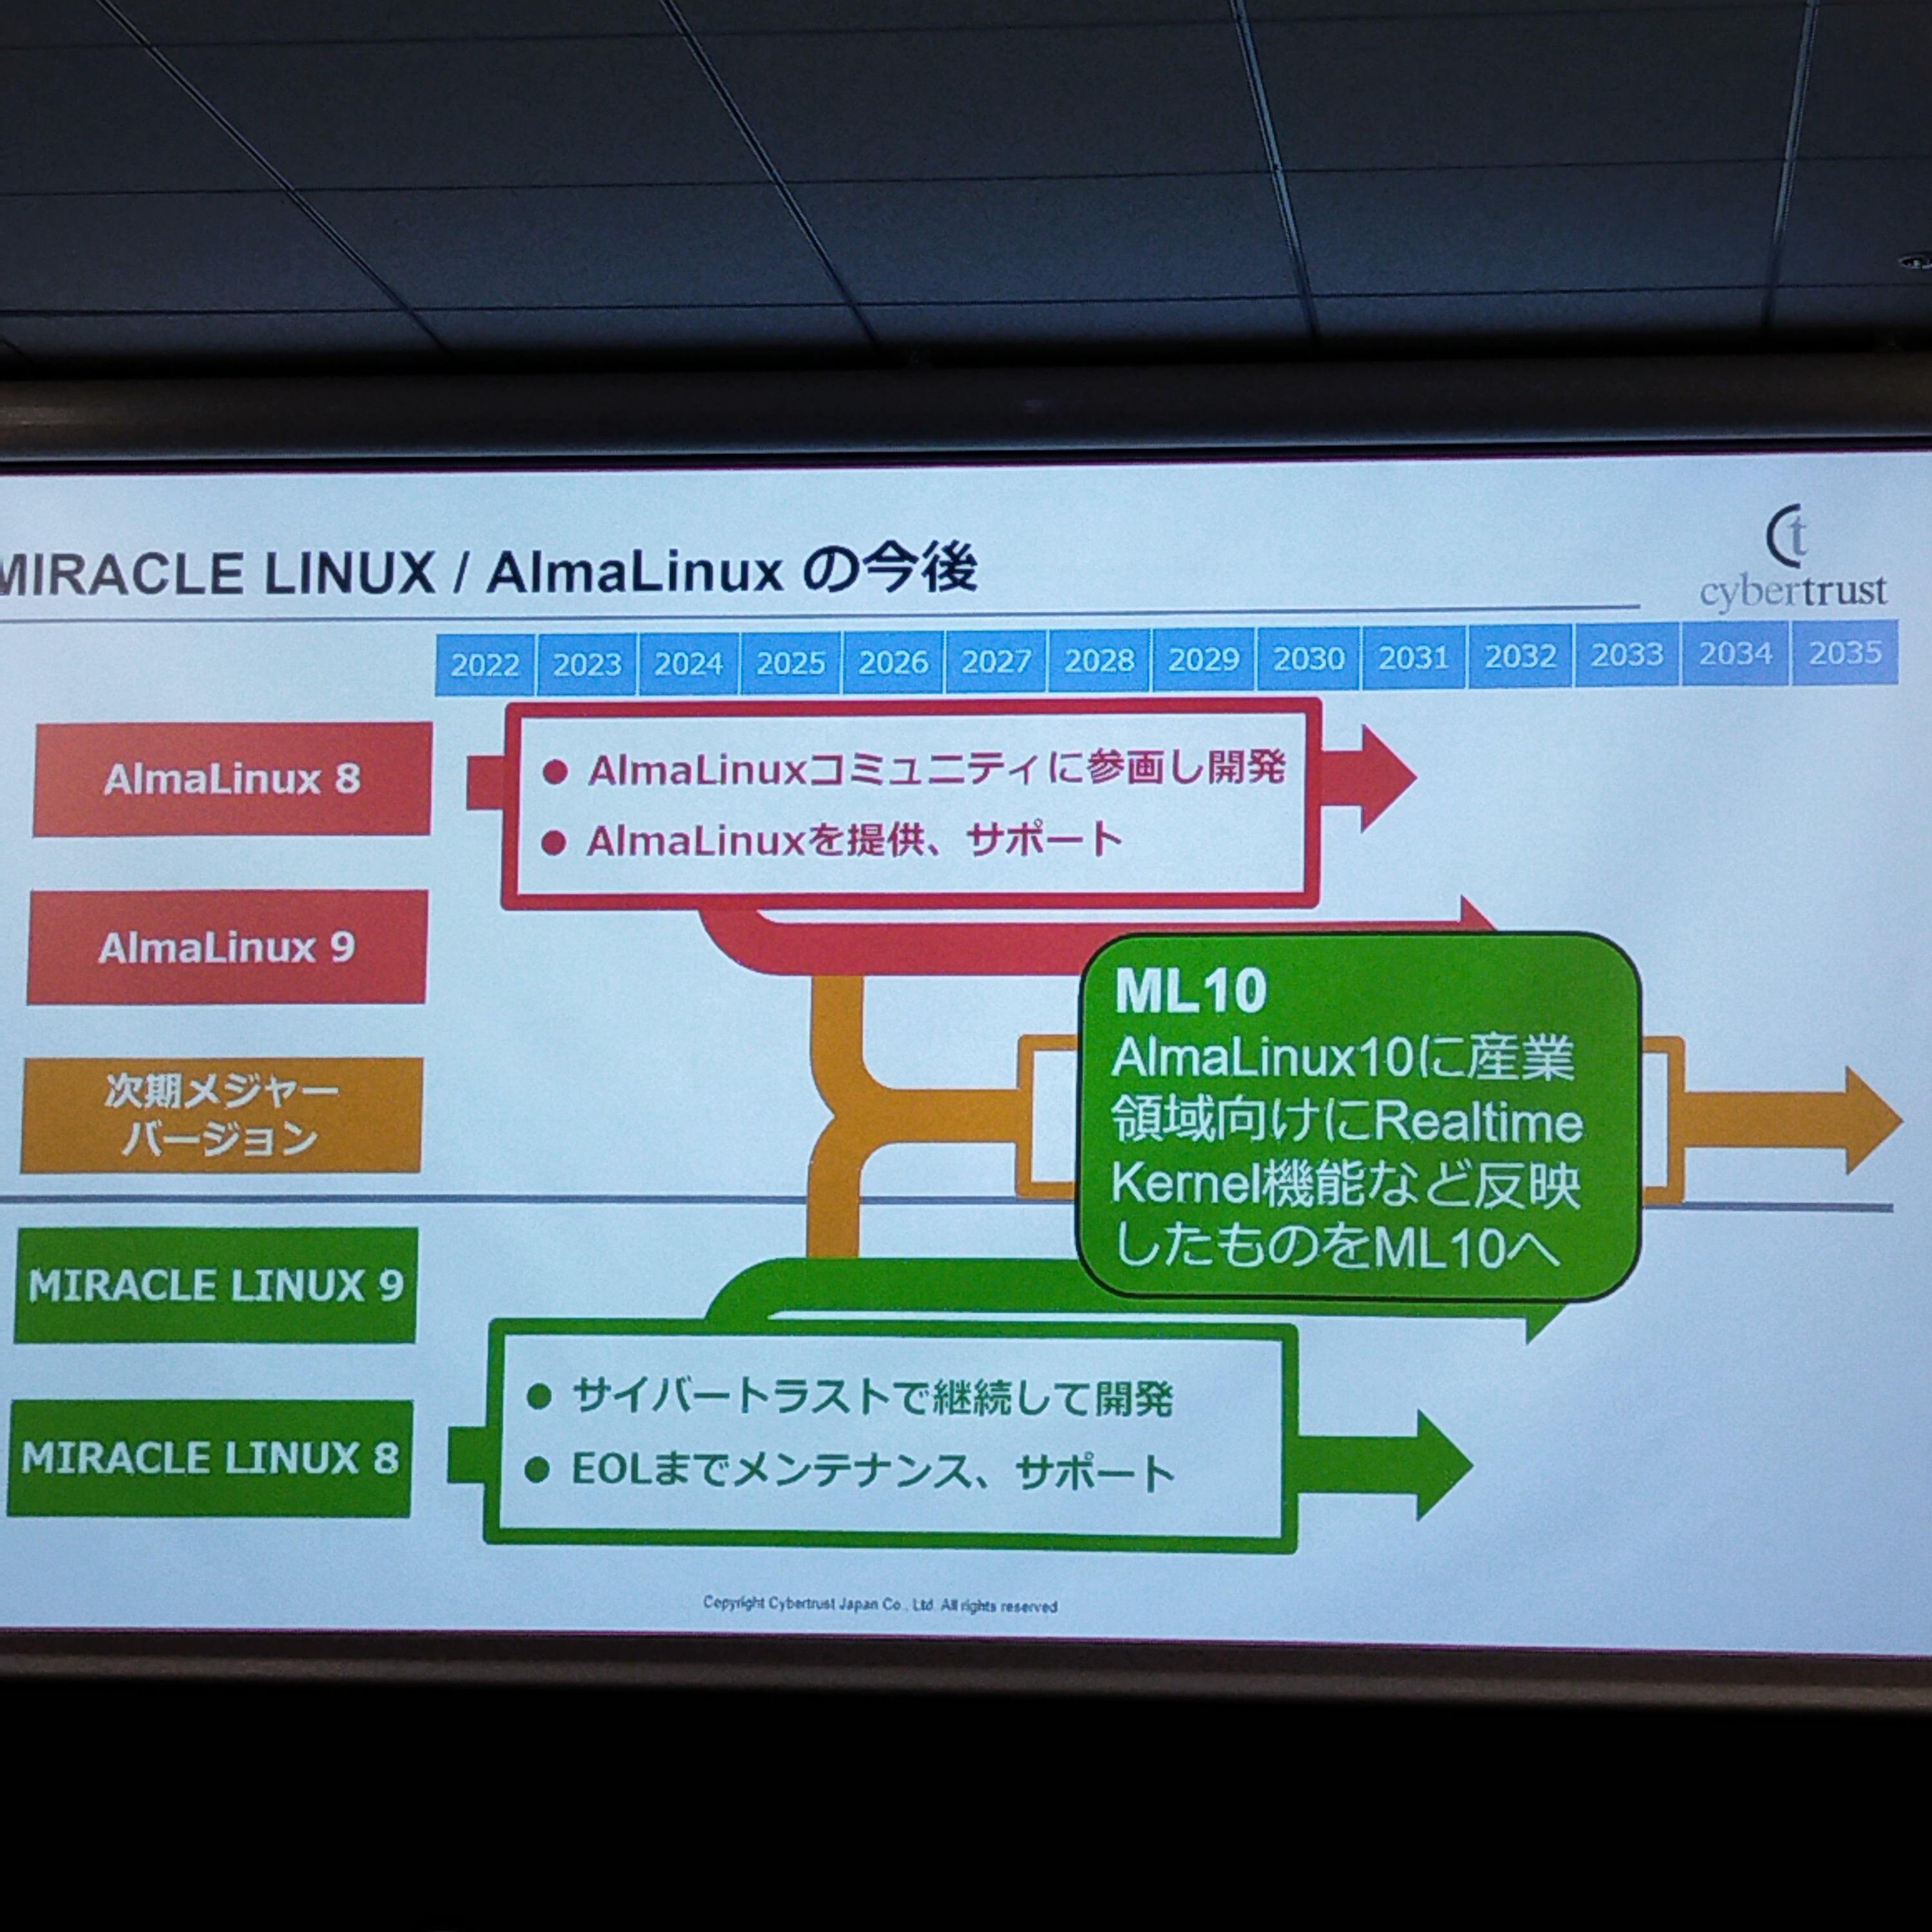 MIRACLE LINUX / AlmaLinux の今後
cybertrust
2022 2023 2024 2025 2026 2027 2028 2029 2030 2031 2032 2033 2034 2035
AlmaLinux 8
● AlmaLinuxコミュニティに参画し開発
● AlmaLinuxを提供、サポート
AlmaLinux 9
次期メジャー
バージョン
ML10
AlmaLinux10に産業
領域向けにRealtime
Kernel機能など反映
したものをML10へ
MIRACLE LINUX 9
MIRACLE LINUX 8
● サイバートラストで継続して開発
● EOLまでメンテナンス、サポート
Copyright Cybertrust Japan Co., Ltd. All rights reserved